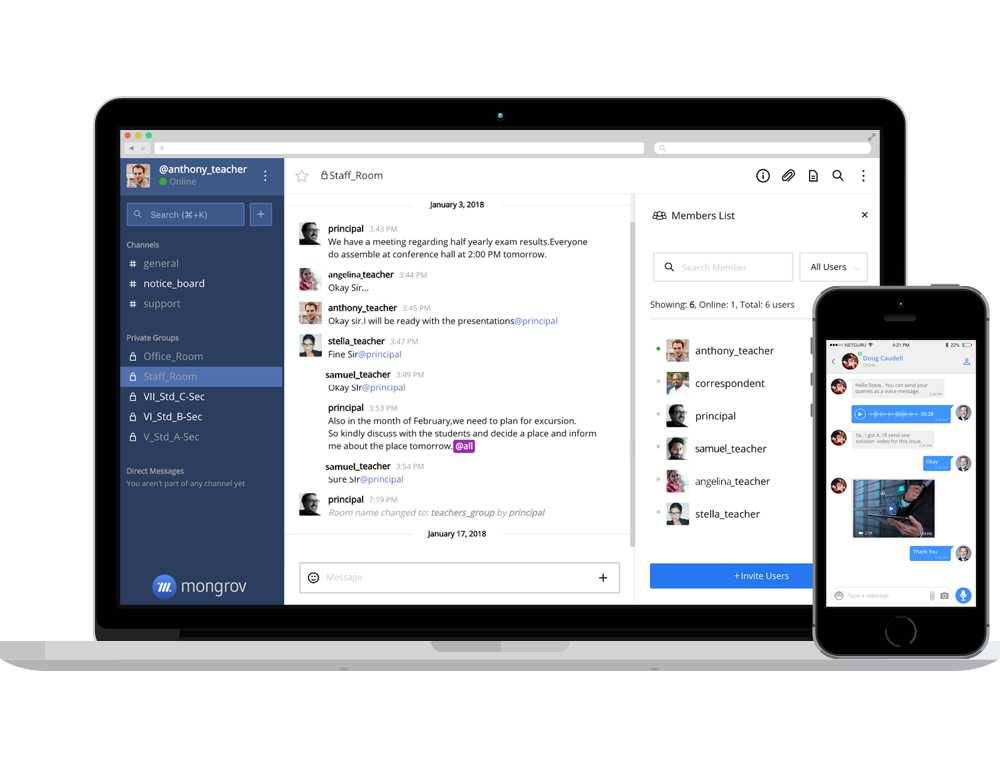 @anthony_teacher
Online
Search (⌘+K)
+
Channels
# general
# notice_board
# support
Private Groups
Office_Room
Staff_Room
VII_Std_C-Sec
VI_Std_B-Sec
V_Std_A-Sec
Direct Messages
You aren't part of any channel yet
mongrov
Staff_Room
January 3, 2018
principal 3:43 PM
We have a meeting regarding half yearly exam results.Everyone
do assemble at conference hall at 2:00 PM tomorrow.
angelina_teacher 3:44 PM
Okay Sir...
anthony_teacher 3:45 PM
Okay sir.I will be ready with the presentations@principal
stella_teacher 3:47 PM
Fine Sir@principal
samuel_teacher 3:49 PM
Okay Sir@principal
principal 3:53 PM
Also in the month of February,we need to plan for excursion.
So kindly discuss with the students and decide a place and inform
me about the place tomorrow.@all
samuel_teacher 3:54 PM
Sure Sir@principal
principal 7:19 PM
Room name changed to: teachers_group by principal
January 17, 2018
Message
+
Members List
Search Member
All Users
Showing: 6, Online: 1, Total: 6 users
anthony_teacher
correspondent
principal
samuel_teacher
angelina_teacher
stella_teacher
+Invite Users
NETGURU 4:21 PM 22%
Doug Caudell
Online
Hello Steve,. You can send your
queries as a voice message.
00:28
Ya.. I got it. I'll send one
solution video for this issue.
Okay
Thank You
Type a message